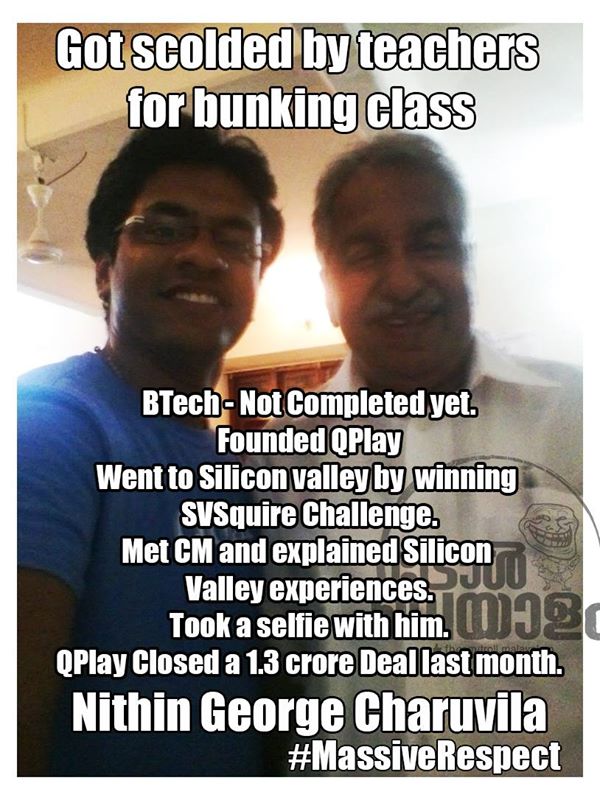 Got scolded by teachers
for bunking class
BTech - Not Completed yet.
Founded QPlay
Went to Silicon valley by winning
SVSquire Challenge.
Met CM and explained Silicon
Valley experiences.
Took a selfie with him.
QPlay Closed a 1.3 crore Deal last month.
Nithin George Charuvila
#MassiveRespect